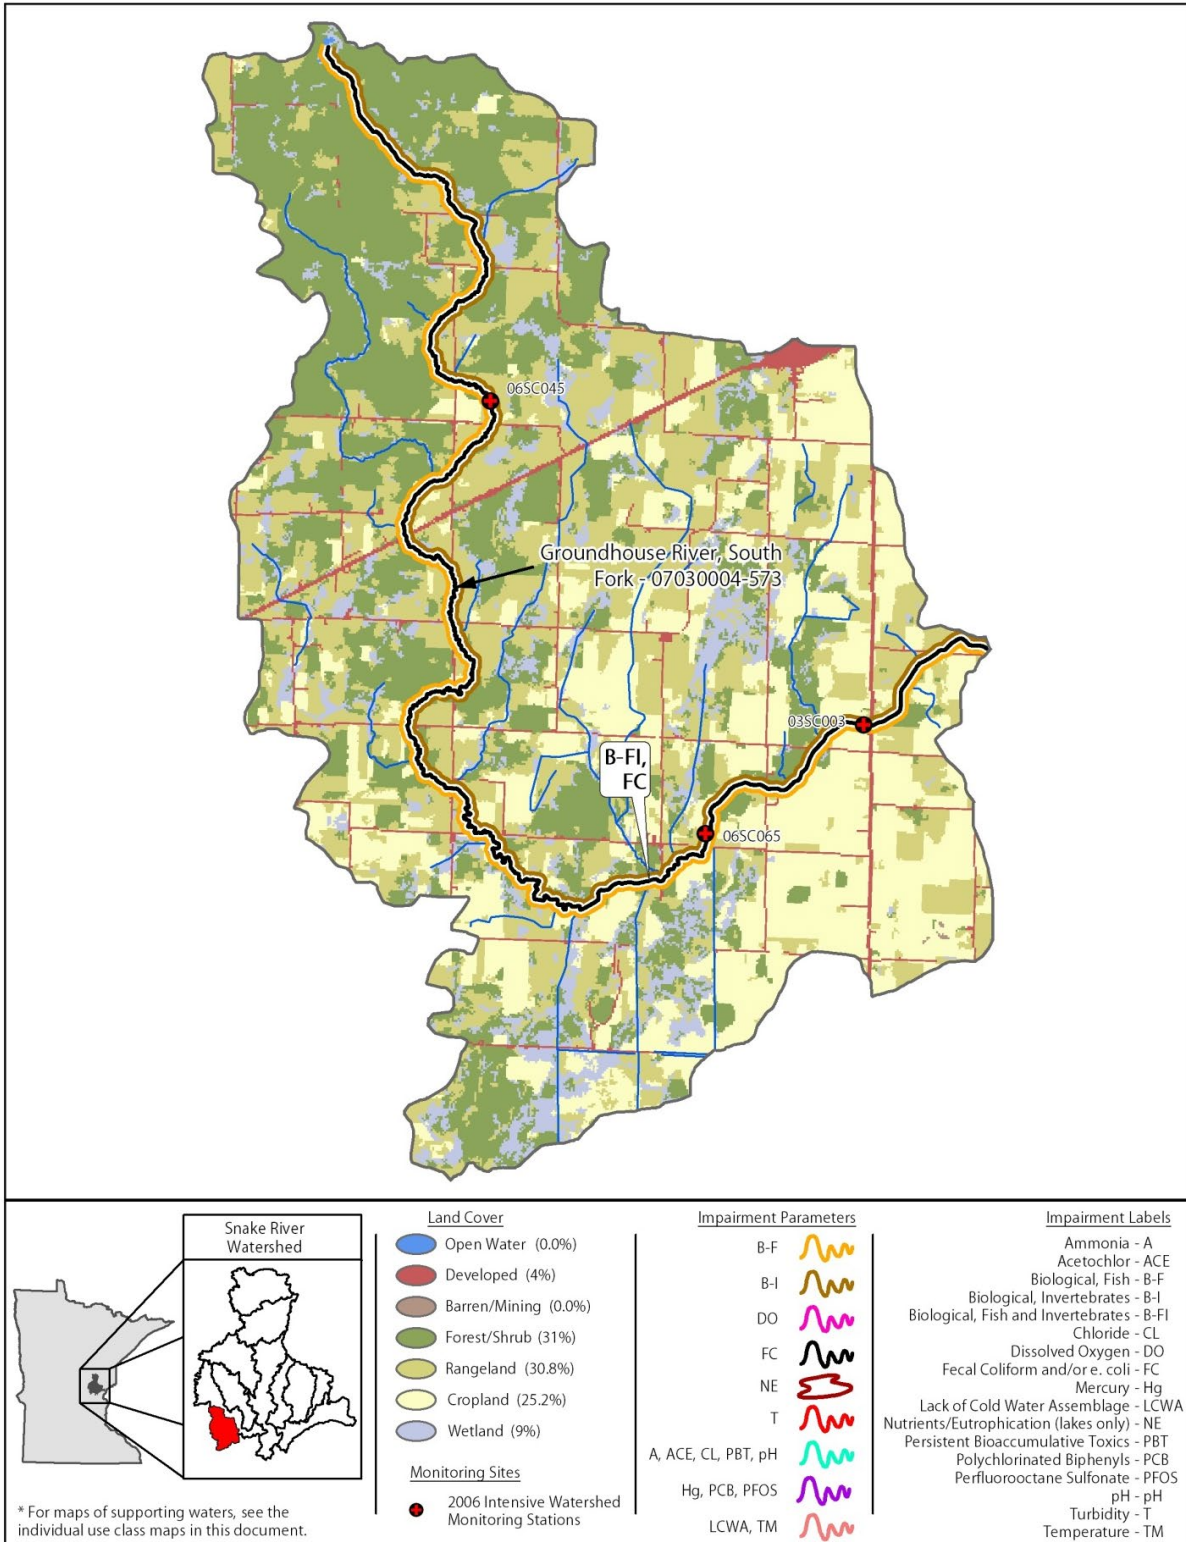 06SC045
Groundhouse River, South
Fork - 07030004-573
03SC003
B-FI,
FC
06SC065
Snake River
Watershed
* For maps of supporting waters, see the
individual use class maps in this document.
Land Cover
Open Water (0.0%)
Developed (4%)
Barren/Mining (0.0%)
Forest/Shrub (31%)
Rangeland (30.8%)
Cropland (25.2%)
Wetland (9%)
Monitoring Sites
2006 Intensive Watershed
Monitoring Stations
Impairment Parameters
B-F
B-I
DO
FC
NE
T
A, ACE, CL, PBT, pH
Hg, PCB, PFOS
LCWA, TM
Impairment Labels
Ammonia - A
Acetochlor - ACE
Biological, Fish - B-F
Biological, Invertebrates - B-I
Biological, Fish and Invertebrates - B-FI
Chloride - CL
Dissolved Oxygen - DO
Fecal Coliform and/or e. coli - FC
Mercury - Hg
Lack of Cold Water Assemblage - LCWA
Nutrients/Eutrophication (lakes only) - NE
Persistent Bioaccumulative Toxics - PBT
Polychlorinated Biphenyls - PCB
Perfluorooctane Sulfonate - PFOS
pH - pH
Turbidity - T
Temperature - TM